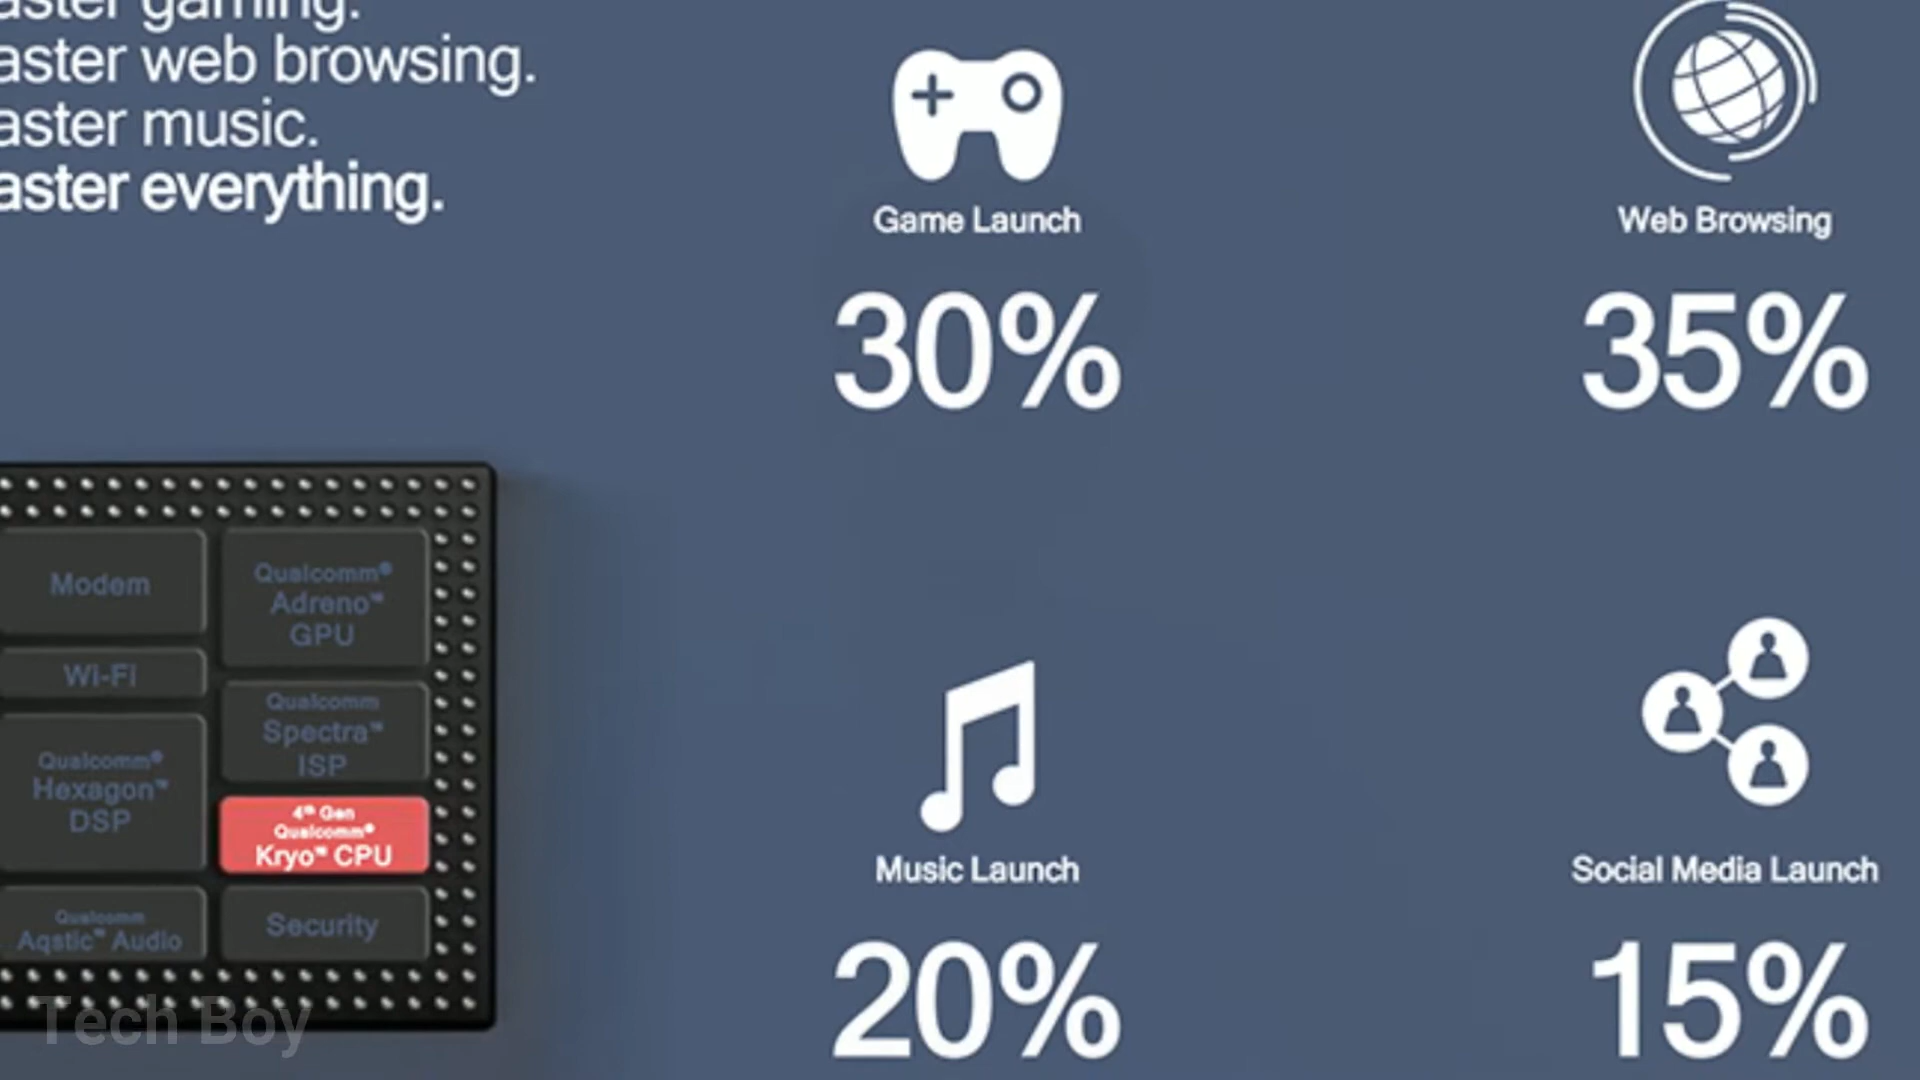 aster gaming.
aster web browsing.
aster music.
aster everything.
Game Launch
30%
Web Browsing
35%
Music Launch
20%
Social Media Launch
15%
Modem
Wi-Fi
Qualcomm®
Hexagon™
DSP
Qualcomm
Aqstic™ Audio
Qualcomm®
Adreno™
GPU
Qualcomm
Spectra™
ISP
4th Gen
Qualcomm®
Kryo™ CPU
Security
Tech Boy